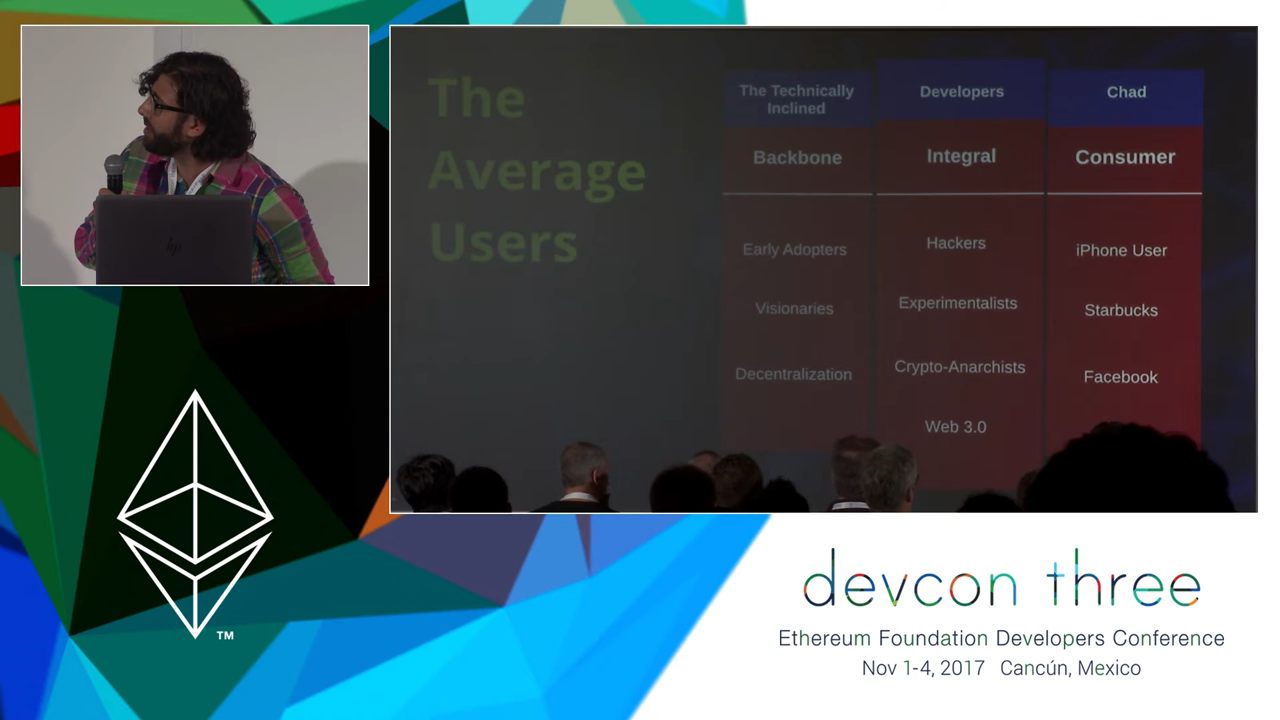 The
Average
Users
The Technically
Inclined
Backbone
Early Adopters
Visionaries
Decentralization
Developers
Integral
Hackers
Experimentalists
Crypto-Anarchists
Web 3.0
Chad
Consumer
iPhone User
Starbucks
Facebook
hp
TM
devcon three
Ethereum Foundation Developers Conference
Nov 1-4, 2017 Cancún, Mexico